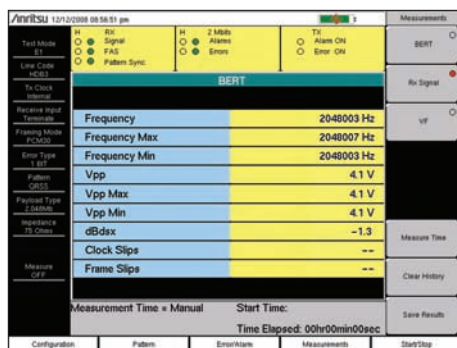 Anritsu 12/12/2008 08:56:51 pm
Measurements
Test Mode
E1
Line Code
HDB3
Tx Clock
Internal
Receive Input
Terminate
Framing Mode
PCM30
Error Type
1 BIT
Pattern
QRSS
Payload Type
2.048Mb
Impedance
75 Ohms
Measure
OFF
H RX
Signal
FAS
Pattern Sync
H 2 Mbits
Alarms
Errors
TX
Alarm ON
Error ON
BERT
Frequency 2048003 Hz
Frequency Max 2048007 Hz
Frequency Min 2048003 Hz
Vpp 4.1 V
Vpp Max 4.1 V
Vpp Min 4.1 V
dBdsx -1.3
Clock Slips --
Frame Slips --
Measurement Time = Manual Start Time:
Time Elapsed: 00hr00min00sec
BERT
Rx Signal
VF
Measure Time
Clear History
Save Results
Configuration Pattern Error/Alarm Measurements Start/Stop